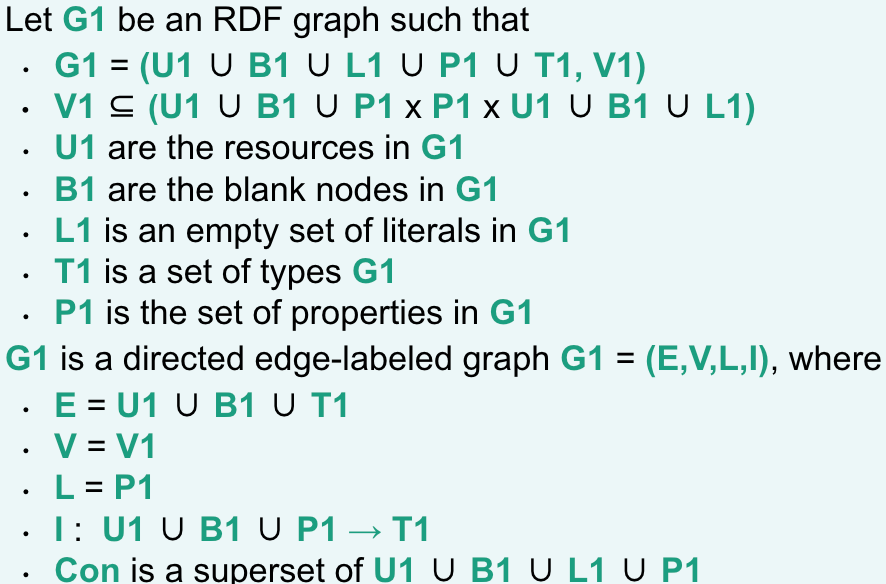 Let G1 be an RDF graph such that
• G1 = (U1 ∪ B1 ∪ L1 ∪ P1 ∪ T1, V1)
• V1 ⊆ (U1 ∪ B1 ∪ P1 x P1 x U1 ∪ B1 ∪ L1)
• U1 are the resources in G1
• B1 are the blank nodes in G1
• L1 is an empty set of literals in G1
• T1 is a set of types G1
• P1 is the set of properties in G1
G1 is a directed edge-labeled graph G1 = (E,V,L,I), where
• E = U1 ∪ B1 ∪ T1
• V = V1
• L = P1
• I : U1 ∪ B1 ∪ P1 → T1
• Con is a superset of U1 ∪ B1 ∪ L1 ∪ P1